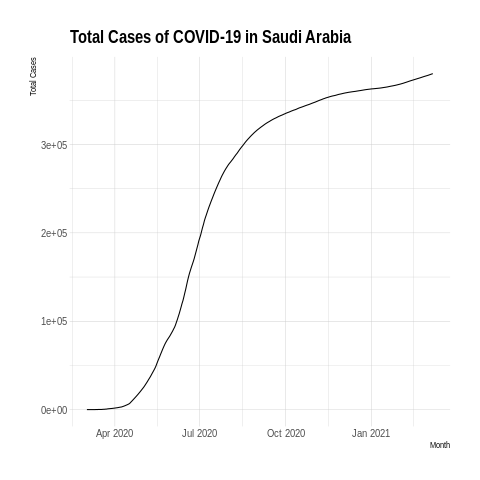 Total Cases of COVID-19 in Saudi Arabia
Total Cases
3e+05
2e+05
1e+05
0e+00
Apr 2020 Jul 2020 Oct 2020 Jan 2021
Month